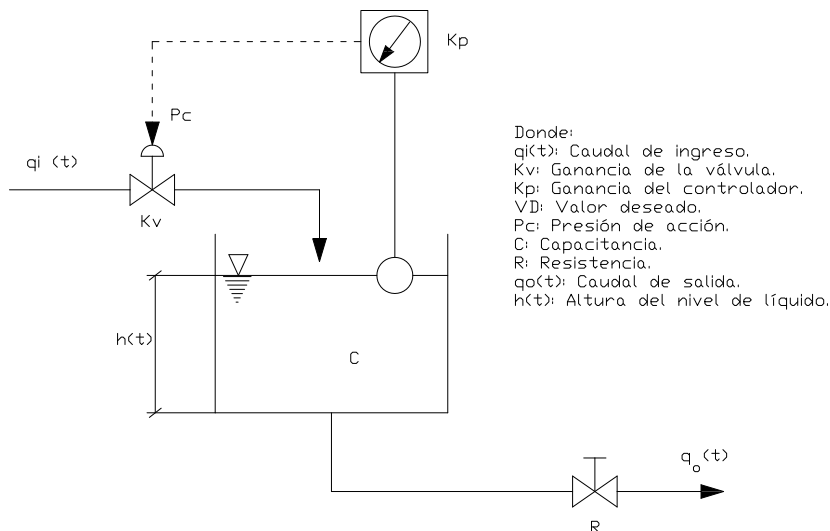 Kp
Pc
qi (t)
Kv
Donde:
qi(t): Caudal de ingreso.
Kv: Ganancia de la válvula.
Kp: Ganancia del controlador.
VD: Valor deseado.
Pc: Presión de acción.
C: Capacitancia.
R: Resistencia.
qo(t): Caudal de salida.
h(t): Altura del nivel de líquido.
h(t)
C
qo(t)
R